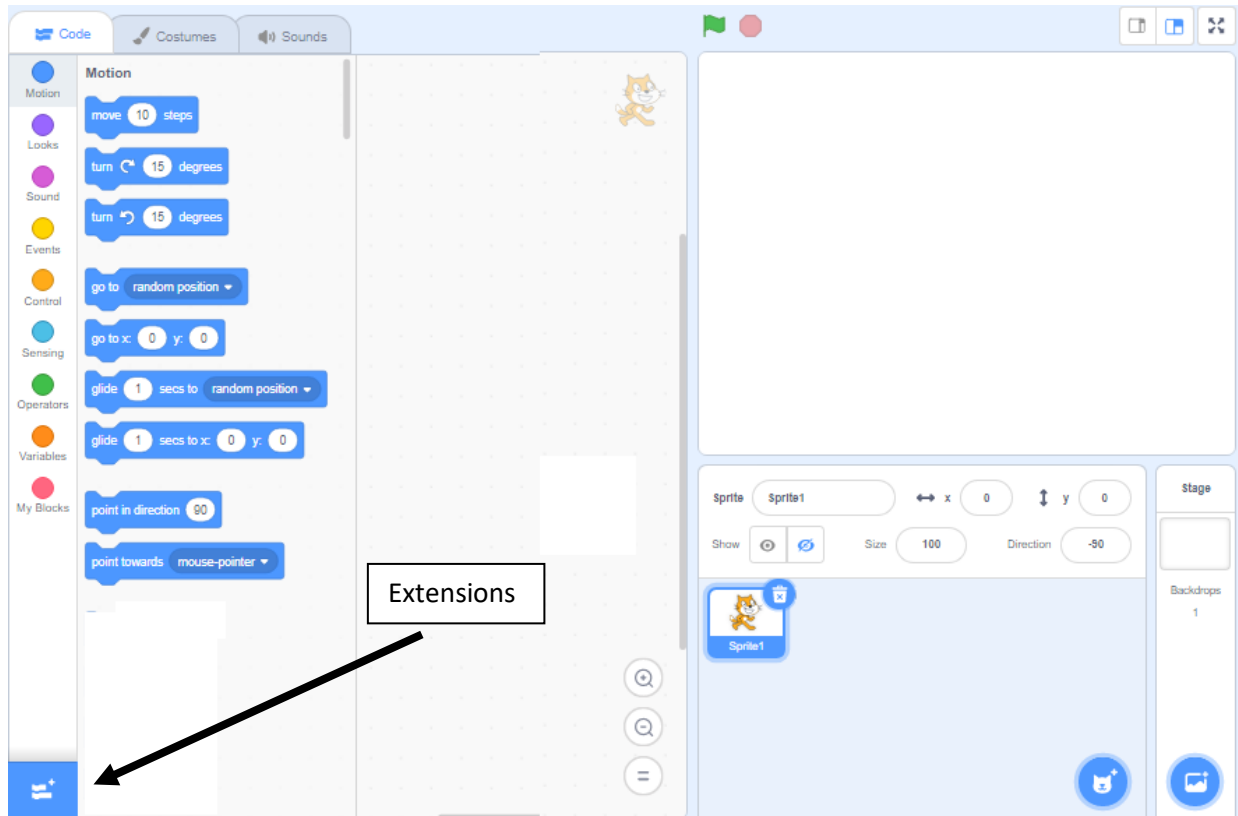 Code
Costumes
Sounds
Motion
Looks
Sound
Events
Control
Sensing
Operators
Variables
My Blocks
Motion
move 10 steps
turn 15 degrees
turn 15 degrees
go to random position
go to x: 0 y: 0
glide 1 secs to random position
glide 1 secs to x: 0 y: 0
point in direction 90
point towards mouse-pointer
Extensions
Sprite Sprite1 x 0 y 0
Show Size 100 Direction -90
Sprite1
Stage
Backdrops
1